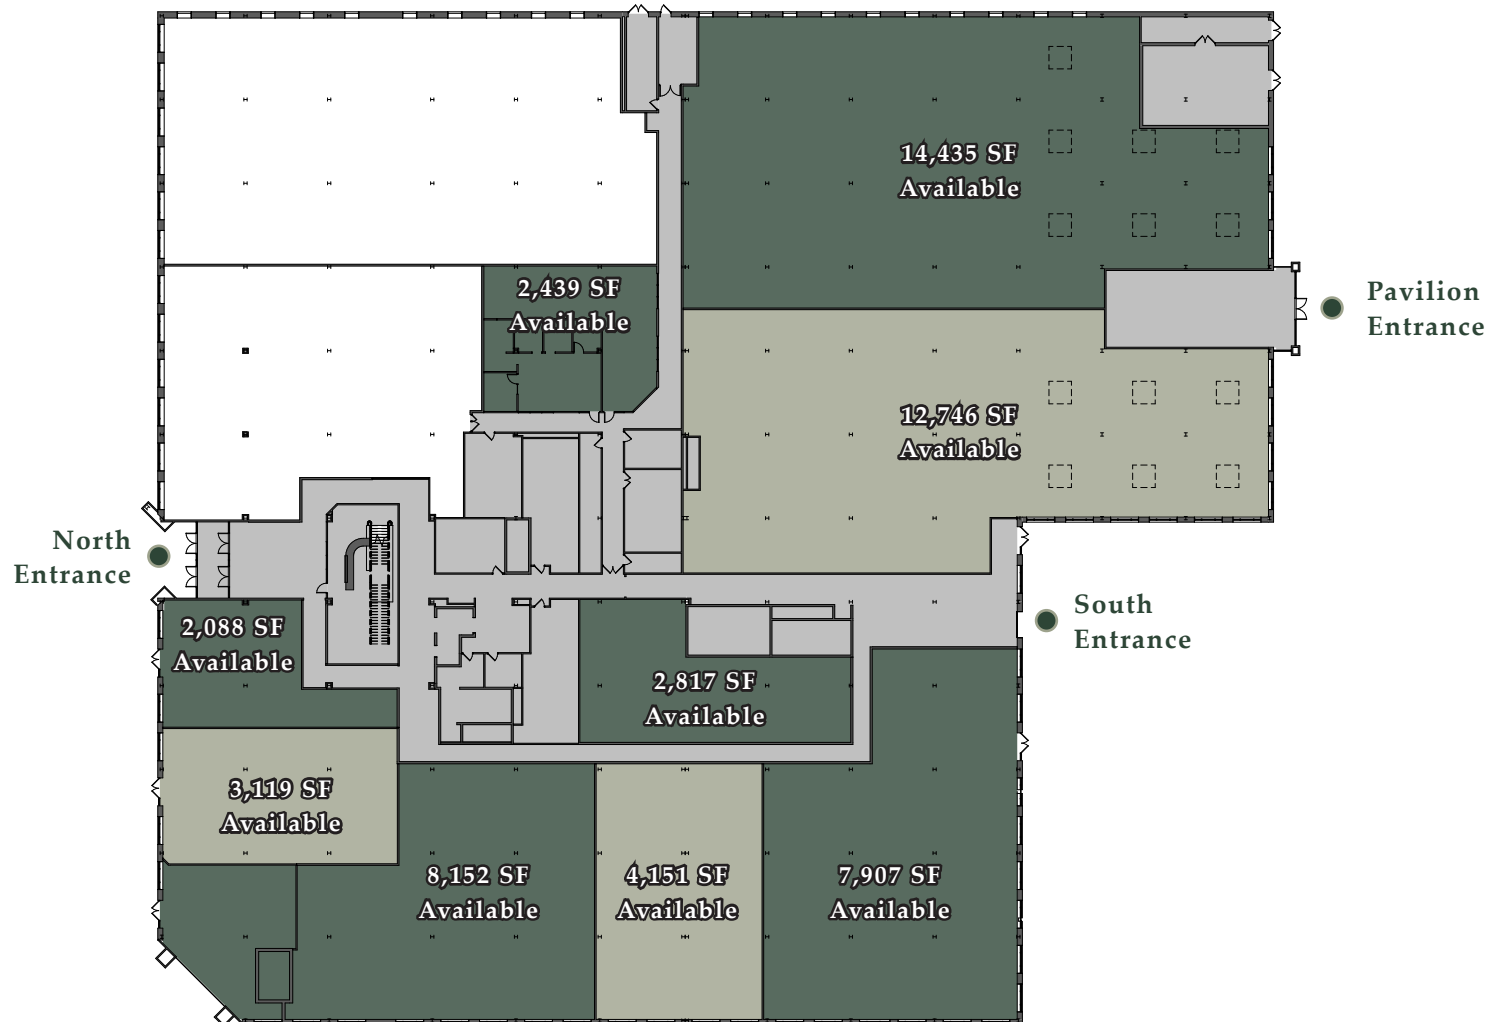 14,435 SF
Available
2,439 SF
Available
Pavilion
Entrance
12,746 SF
Available
North
Entrance
South
Entrance
2,088 SF
Available
2,817 SF
Available
3,119 SF
Available
8,152 SF
Available
4,151 SF
Available
7,907 SF
Available